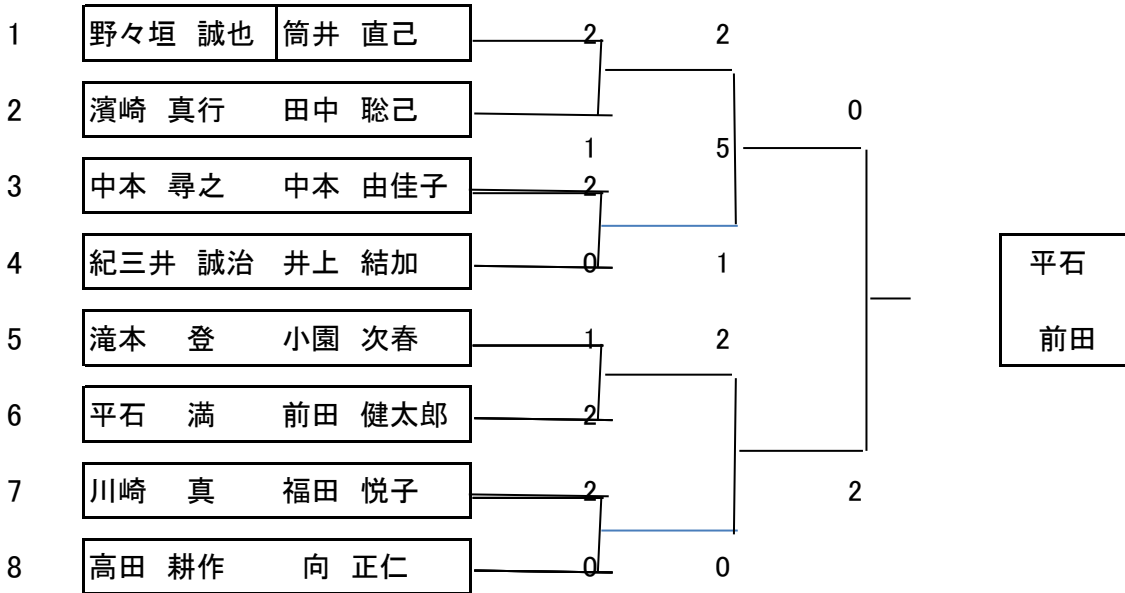 1 野々垣 誠也 筒井 直己 2 2
2 濱崎 真行 田中 聡己 0
1 5
3 中本 尋之 中本 由佳子 2
4 紀三井 誠治 井上 結加 0 1 平石
5 滝本 登 小園 次春 1 2 前田
6 平石 満 前田 健太郎 2
7 川崎 真 福田 悦子 2 2
8 高田 耕作 向 正仁 0 0